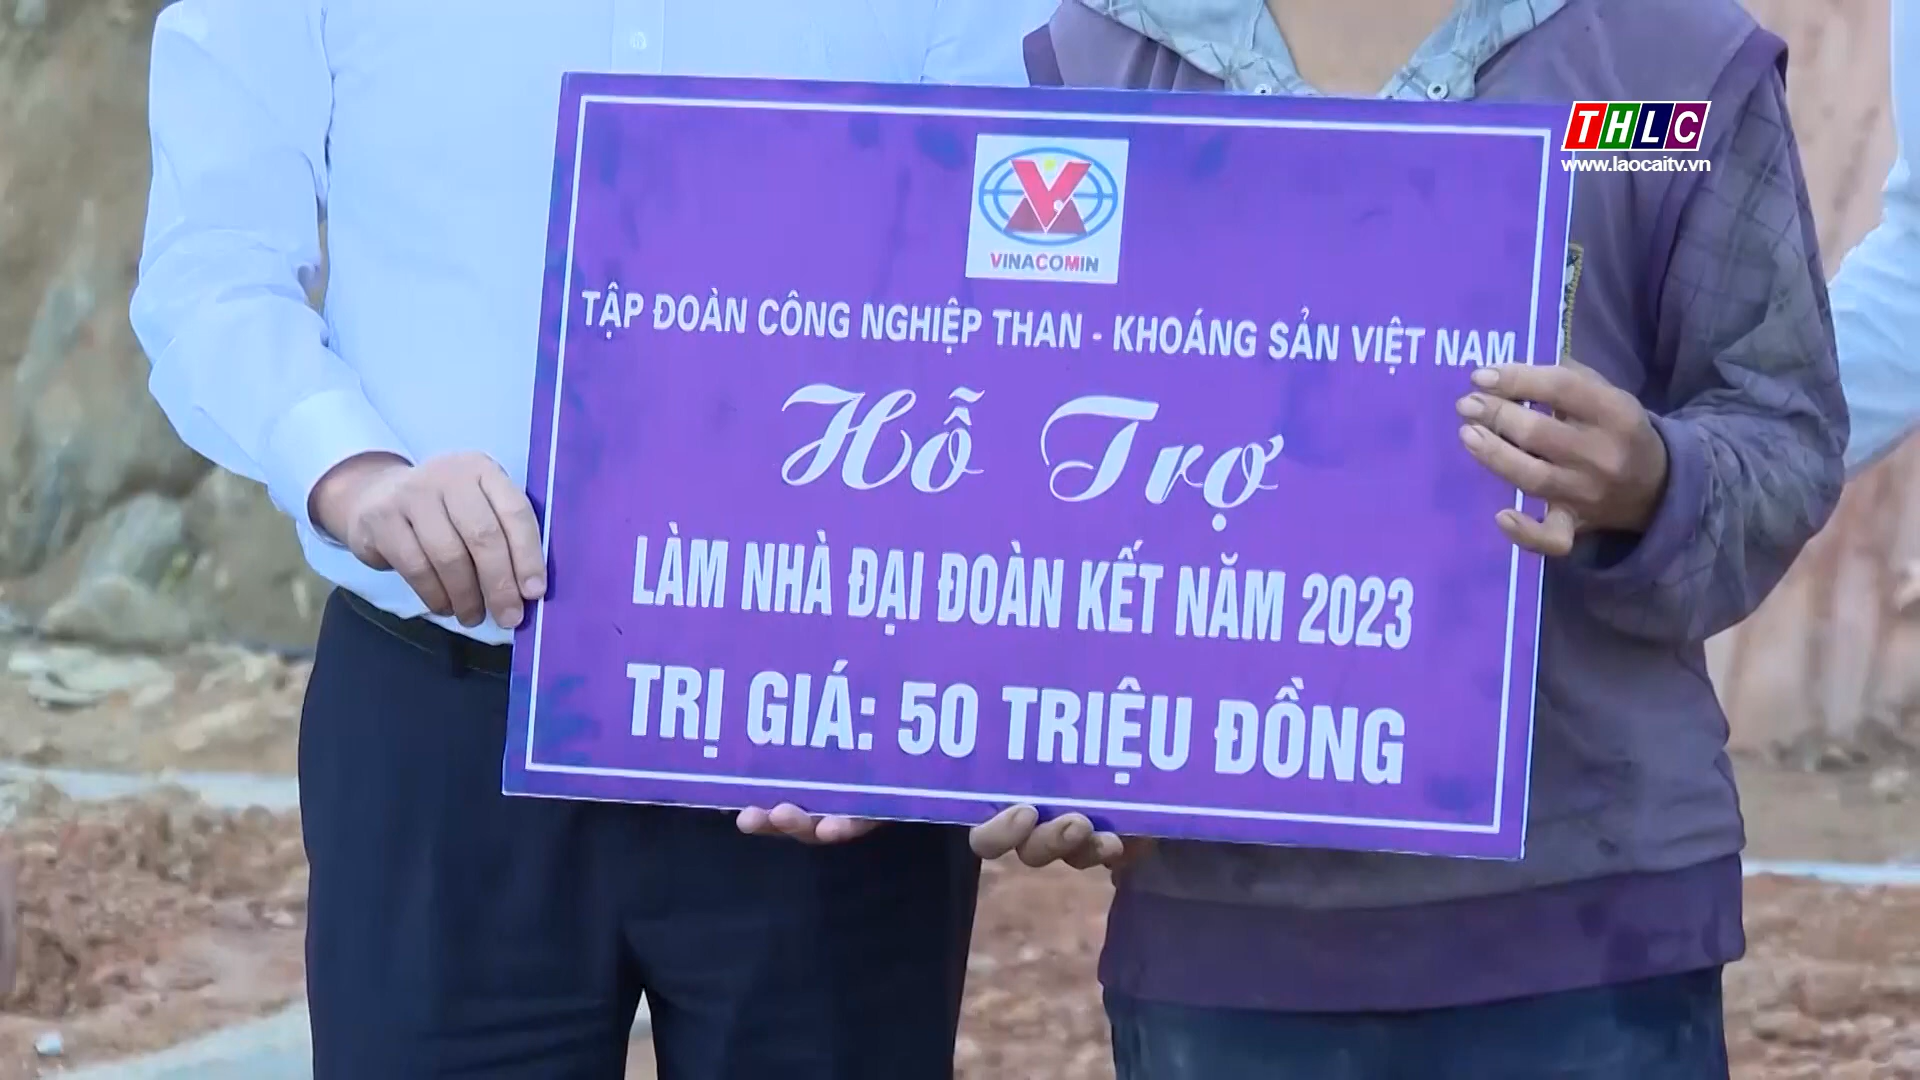 THLC
www.laocaitv.vn
VINACOMIN
TẬP ĐOÀN CÔNG NGHIỆP THAN - KHOÁNG SẢN VIỆT NAM
Hỗ Trợ
LÀM NHÀ ĐẠI ĐOÀN KẾT NĂM 2023
TRỊ GIÁ: 50 TRIỆU ĐỒNG